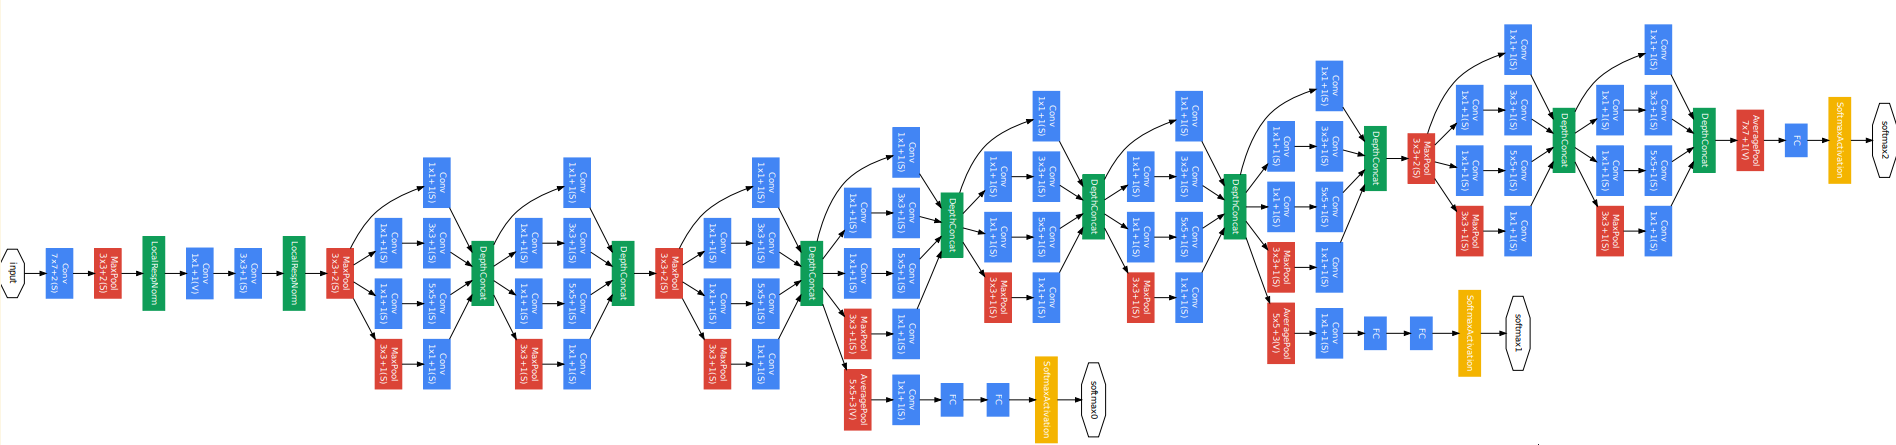 input
Conv
7x7+2(S)
MaxPool
3x3+2(S)
LocalRespNorm
Conv
1x1+1(V)
Conv
3x3+1(S)
LocalRespNorm
MaxPool
3x3+2(S)
Conv
1x1+1(S)
Conv
1x1+1(S)
MaxPool
3x3+1(S)
Conv
1x1+1(S)
Conv
3x3+1(S)
Conv
5x5+1(S)
Conv
1x1+1(S)
DepthConcat
Conv
1x1+1(S)
Conv
1x1+1(S)
MaxPool
3x3+1(S)
Conv
1x1+1(S)
Conv
3x3+1(S)
Conv
5x5+1(S)
Conv
1x1+1(S)
DepthConcat
MaxPool
3x3+2(S)
Conv
1x1+1(S)
Conv
1x1+1(S)
MaxPool
3x3+1(S)
Conv
1x1+1(S)
Conv
3x3+1(S)
Conv
5x5+1(S)
Conv
1x1+1(S)
DepthConcat
Conv
1x1+1(S)
Conv
1x1+1(S)
MaxPool
3x3+1(S)
AveragePool
5x5+3(V)
Conv
1x1+1(S)
Conv
3x3+1(S)
Conv
5x5+1(S)
Conv
1x1+1(S)
Conv
1x1+1(S)
DepthConcat
FC
FC
SoftmaxActivation
softmax0
Conv
1x1+1(S)
Conv
1x1+1(S)
MaxPool
3x3+1(S)
Conv
1x1+1(S)
Conv
3x3+1(S)
Conv
5x5+1(S)
Conv
1x1+1(S)
DepthConcat
Conv
1x1+1(S)
Conv
1x1+1(S)
MaxPool
3x3+1(S)
Conv
1x1+1(S)
Conv
3x3+1(S)
Conv
5x5+1(S)
Conv
1x1+1(S)
DepthConcat
Conv
1x1+1(S)
Conv
1x1+1(S)
MaxPool
3x3+1(S)
AveragePool
5x5+3(V)
Conv
1x1+1(S)
Conv
3x3+1(S)
Conv
5x5+1(S)
Conv
1x1+1(S)
Conv
1x1+1(S)
DepthConcat
FC
FC
SoftmaxActivation
softmax1
MaxPool
3x3+2(S)
Conv
1x1+1(S)
Conv
1x1+1(S)
MaxPool
3x3+1(S)
Conv
1x1+1(S)
Conv
3x3+1(S)
Conv
5x5+1(S)
Conv
1x1+1(S)
DepthConcat
Conv
1x1+1(S)
Conv
1x1+1(S)
MaxPool
3x3+1(S)
Conv
1x1+1(S)
Conv
3x3+1(S)
Conv
5x5+1(S)
Conv
1x1+1(S)
DepthConcat
AveragePool
7x7+1(V)
FC
SoftmaxActivation
softmax2